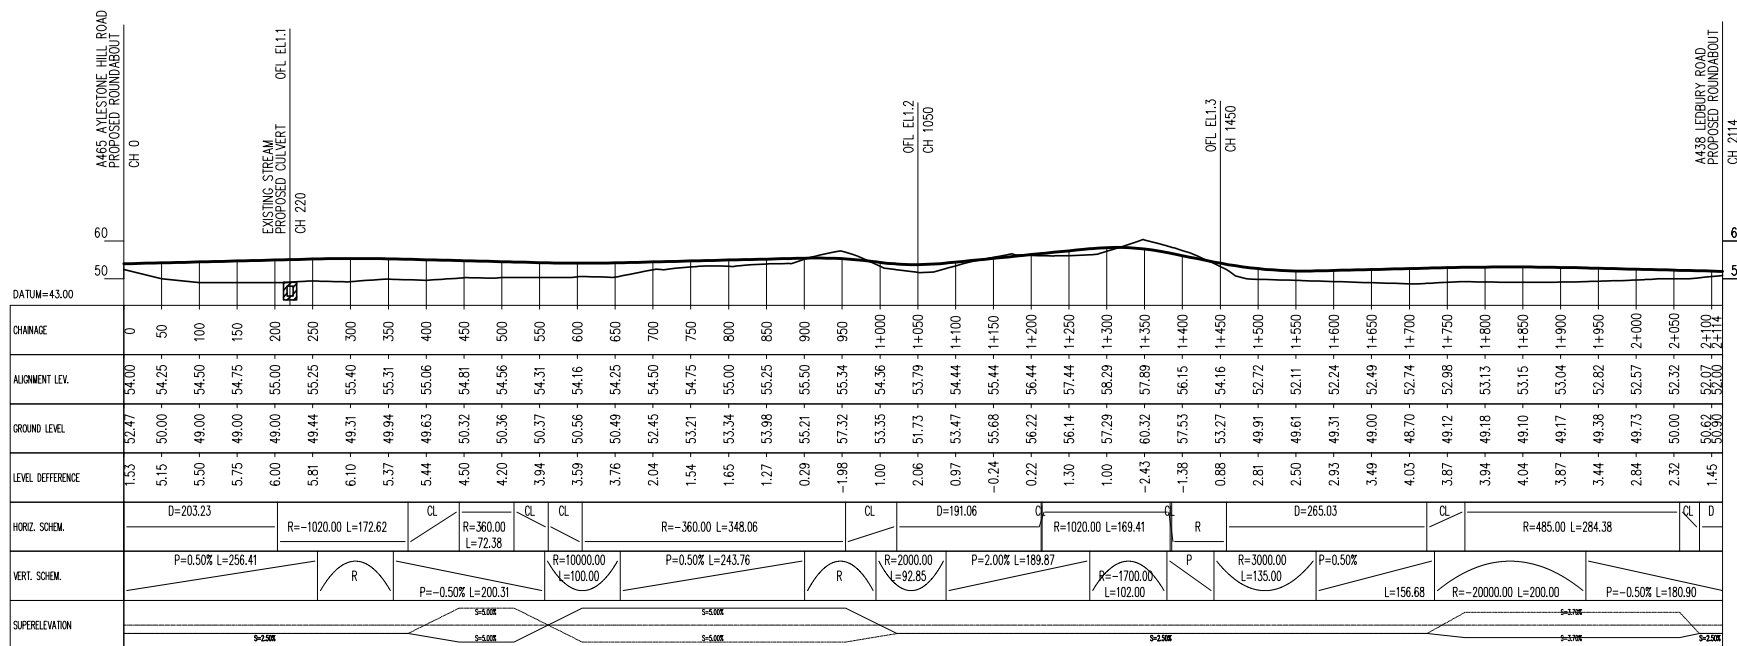 A465 AYLESTONE HILL ROAD
PROPOSED ROUNDABOUT
CH 0
OFL EL1.1
EXISTING STREAM
PROPOSED CULVERT
CH 220
OFL EL1.2
CH 1050
OFL EL1.3
CH 1450
A438 LEDBURY ROAD
PROPOSED ROUNDABOUT
CH 2114
60
50
6
5
DATUM=43.00
CHAINAGE 0 50 100 150 200 250 300 350 400 450 500 550 600 650 700 750 800 850 900 950 1+000 1+050 1+100 1+150 1+200 1+250 1+300 1+350 1+400 1+450 1+500 1+550 1+600 1+650 1+700 1+750 1+800 1+850 1+900 1+950 2+000 2+050 2+100 2+114
ALIGNMENT LEV. 54.00 54.25 54.50 54.75 55.00 55.25 55.40 55.31 55.06 54.81 54.56 54.31 54.16 54.25 54.50 54.75 55.00 55.25 55.50 55.34 54.36 53.79 54.44 55.44 56.44 57.44 58.29 57.89 56.15 54.16 52.72 52.11 52.24 52.49 52.74 52.98 53.13 53.15 53.04 52.82 52.57 52.32 52.07 52.00
GROUND LEVEL 52.47 50.00 49.00 49.00 49.00 49.44 49.31 49.94 49.63 50.32 50.36 50.37 50.56 50.49 52.45 53.21 53.34 53.98 55.21 57.32 53.35 51.73 53.47 55.68 56.22 56.14 57.29 60.32 57.53 53.27 49.91 49.61 49.31 49.00 48.70 49.12 49.18 49.10 49.17 49.38 49.73 50.00 50.62 50.90
LEVEL DEFFERENCE 1.53 5.15 5.50 5.75 6.00 5.81 6.10 5.37 5.44 4.50 4.20 3.94 3.59 3.76 2.04 1.54 1.65 1.27 0.29 -1.98 1.00 2.06 0.97 -0.24 0.22 1.30 1.00 -2.43 -1.38 0.88 2.81 2.50 2.93 3.49 4.03 3.87 3.94 4.04 3.87 3.44 2.84 2.32 1.45
HORIZ. SCHEM. D=203.23 R=-1020.00 L=172.62 CL R=360.00 L=72.38 CL CL R=-360.00 L=348.06 CL D=191.06 CL R=1020.00 L=169.41 CL R D=265.03 CL R=485.00 L=284.38 CL D
VERT. SCHEM. P=0.50% L=256.41 R P=-0.50% L=200.31 R=10000.00 L=100.00 P=0.50% L=243.76 R R=2000.00 L=92.85 P=2.00% L=189.87 R=-1700.00 L=102.00 P R=3000.00 L=135.00 P=0.50% L=156.68 R=-20000.00 L=200.00 P=-0.50% L=180.90
SUPERELEVATION S=2.50% S=5.00% S=5.00% S=5.00% S=5.00% S=2.50% S=3.70% S=3.70% S=2.50%